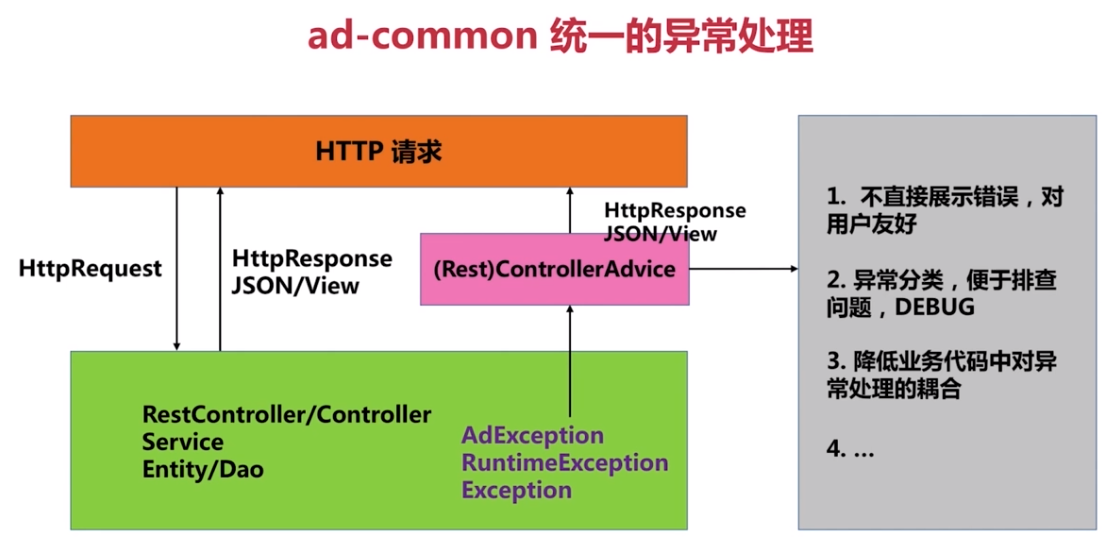 ad-common 统一的异常处理
HTTP 请求
HttpRequest
HttpResponse
JSON/View
HttpResponse
JSON/View
(Rest)ControllerAdvice
RestController/Controller
Service
Entity/Dao
AdException
RuntimeException
Exception
1. 不直接展示错误，对
用户友好
2. 异常分类，便于排查
问题，DEBUG
3. 降低业务代码中对异
常处理的耦合
4. ...